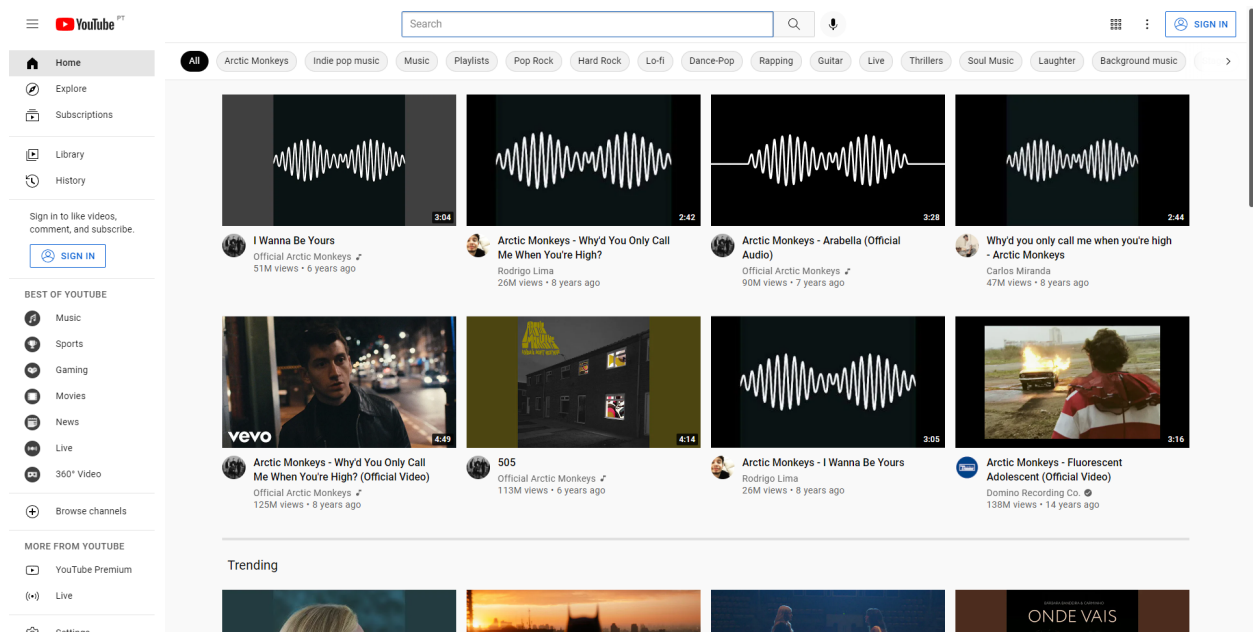 YouTube PT
Search
SIGN IN
Home
Explore
Subscriptions
Library
History
Sign in to like videos,
comment, and subscribe.
SIGN IN
BEST OF YOUTUBE
Music
Sports
Gaming
Movies
News
Live
360° Video
Browse channels
MORE FROM YOUTUBE
YouTube Premium
Live
Settings
All
Arctic Monkeys
Indie pop music
Music
Playlists
Pop Rock
Hard Rock
Lo-fi
Dance-Pop
Rapping
Guitar
Live
Thrillers
Soul Music
Laughter
Background music
3:04
I Wanna Be Yours
Official Arctic Monkeys
51M views • 6 years ago
2:42
Arctic Monkeys - Why'd You Only Call
Me When You're High?
Rodrigo Lima
26M views • 8 years ago
3:28
Arctic Monkeys - Arabella (Official
Audio)
Official Arctic Monkeys
90M views • 7 years ago
2:44
Why'd you only call me when you're high
- Arctic Monkeys
Carlos Miranda
47M views • 8 years ago
vevo
4:49
Arctic Monkeys - Why'd You Only Call
Me When You're High? (Official Video)
Official Arctic Monkeys
125M views • 8 years ago
4:14
505
Official Arctic Monkeys
113M views • 6 years ago
3:05
Arctic Monkeys - I Wanna Be Yours
Rodrigo Lima
26M views • 8 years ago
3:16
Arctic Monkeys - Fluorescent
Adolescent (Official Video)
Domino Recording Co.
138M views • 14 years ago
Trending
ONDE VAIS